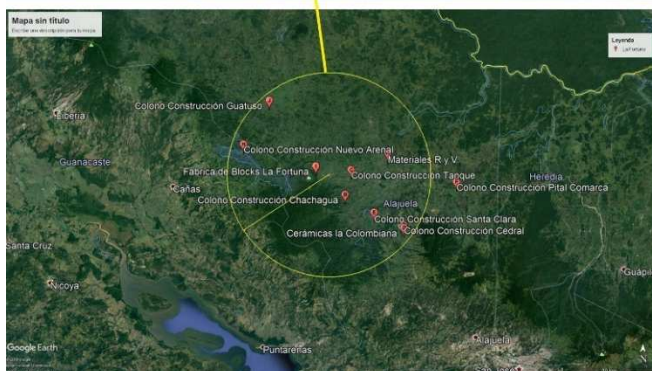 Mapa sin título
Leyenda
Colono Construcción Guatuso
Liberia
Colono Construcción Nuevo Arenal
Materiales R y V
Guanacaste
Fabrica de Blocks La Fortuna
Colono Construcción Tanque
Heredia
Cañas
Colono Construcción Pital Comarca
Colono Construcción Chachagua
Alajuela
Colono Construcción Santa Clara
Cerámicas la Colombiana
Colono Construcción Cedral
Santa Cruz
Guápil
Nicoya
Google Earth
Puntarenas
Alajuela
N